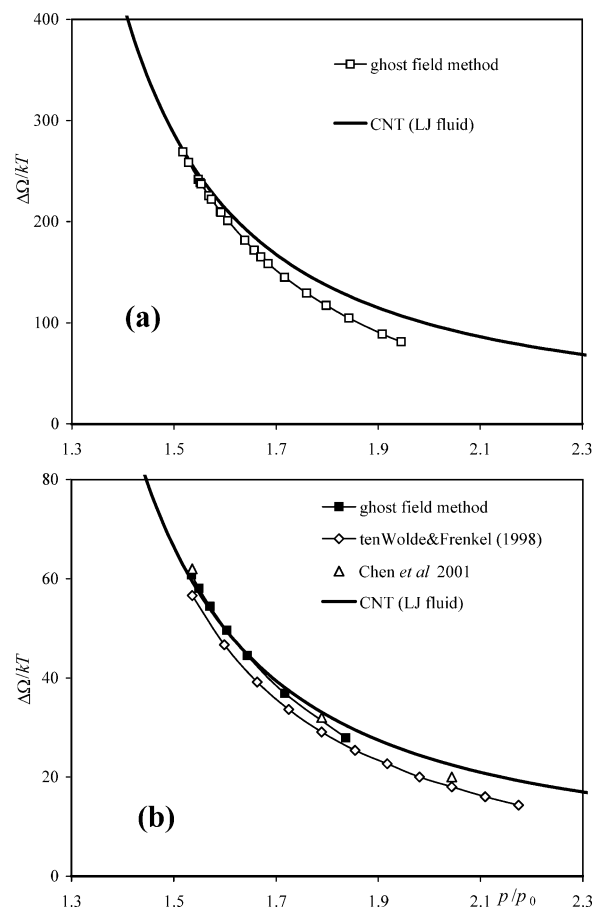 400
ghost field method
300
CNT (LJ fluid)
ΔΩ/kT
200
(a)
100
0
1.3 1.5 1.7 1.9 2.1 2.3
80
ghost field method
tenWolde&Frenkel (1998)
60
Chen et al 2001
CNT (LJ fluid)
ΔΩ/kT
40
20
(b)
0
1.3 1.5 1.7 1.9 p/p0 2.1 2.3